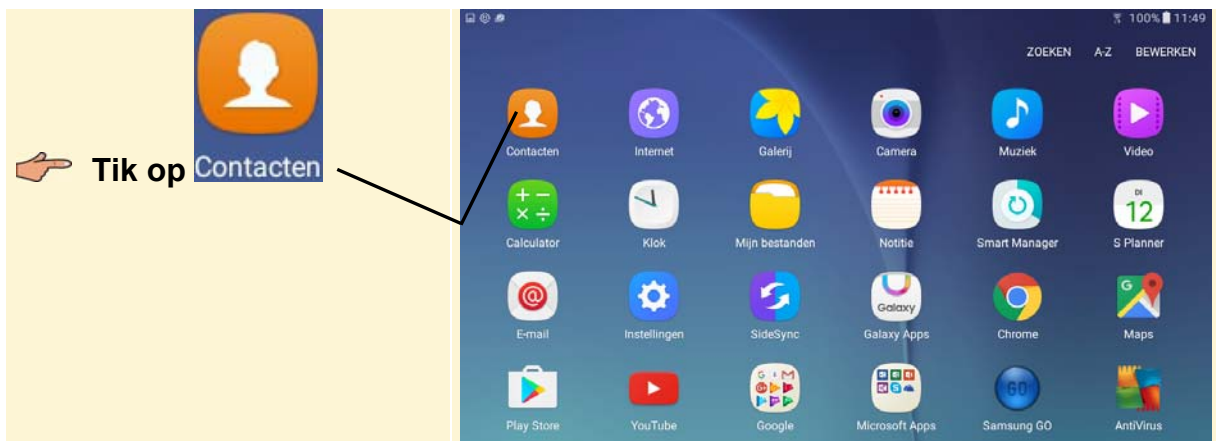 Tik op Contacten
100% 11:49
ZOEKEN A-Z BEWERKEN
Contacten Internet Galerij Camera Muziek Video
DI
12
Calculator Klok Mijn bestanden Notitie Smart Manager S Planner
Galaxy
G
E-mail Instellingen SideSync Galaxy Apps Chrome Maps
GO
Play Store YouTube Google Microsoft Apps Samsung GO AntiVirus